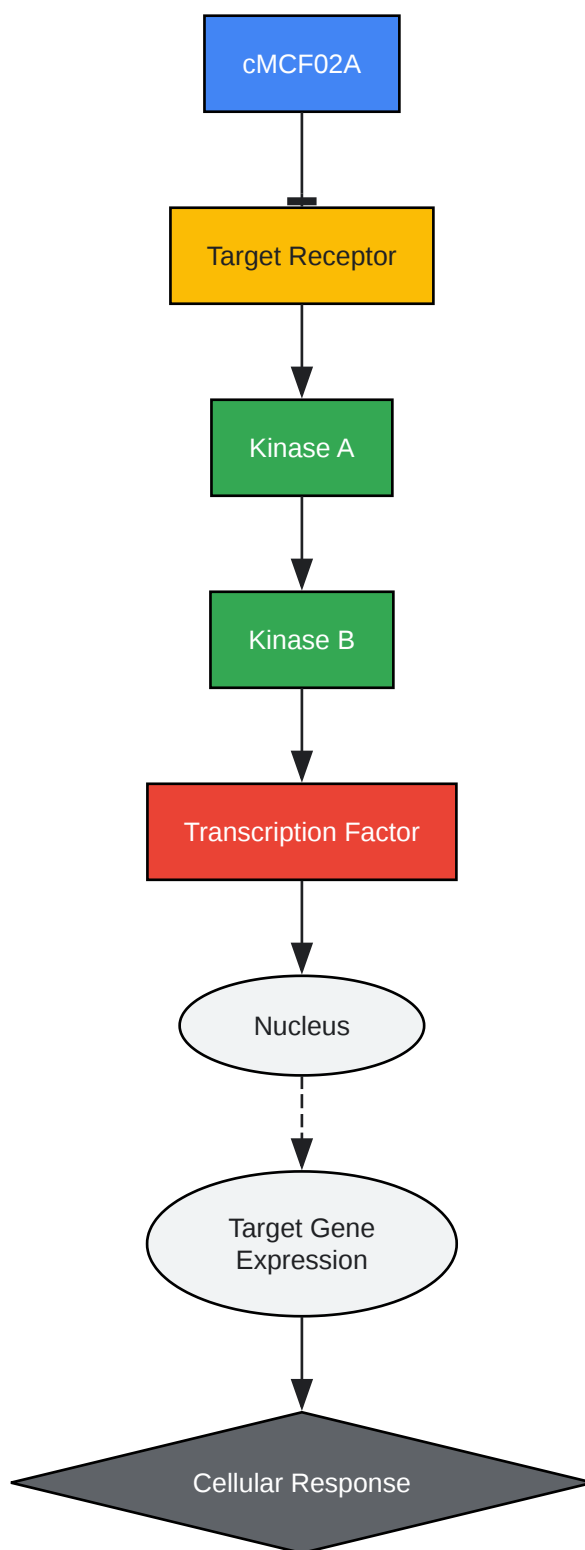 cMCF02A
Target Receptor
Kinase A
Kinase B
Transcription Factor
Nucleus
Target Gene
Expression
Cellular Response